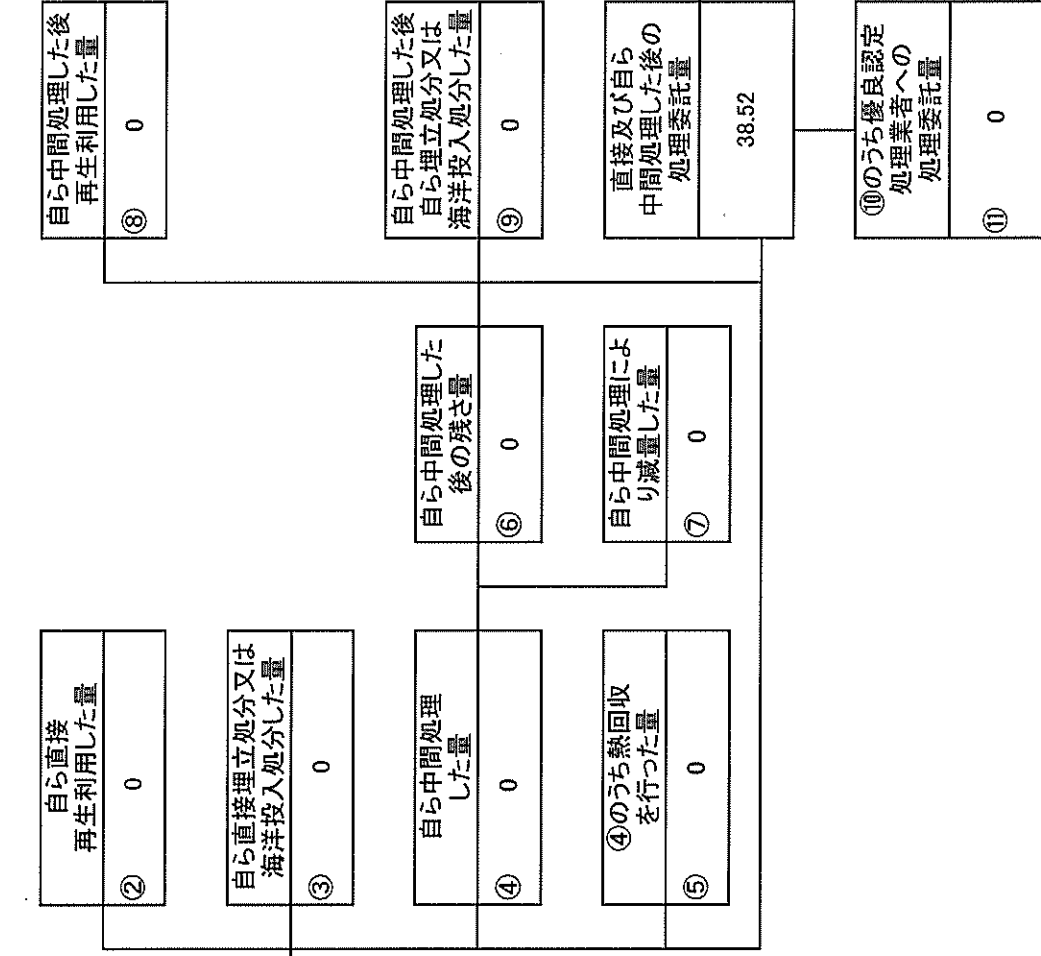 自ら直接
再生利用した量
② 0
自ら直接埋立処分又は
海洋投入処分した量
③ 0
自ら中間処理
した量
④ 0
④のうち熱回収
を行った量
⑤ 0
自ら中間処理した
後の残さ量
⑥ 0
自ら中間処理によ
り減量した量
⑦ 0
自ら中間処理した後
再生利用した量
⑧ 0
自ら中間処理した後
自ら埋立処分又は
海洋投入処分した量
⑨ 0
直接及び自ら
中間処理した後の
処理委託量
38.52
⑩のうち優良認定
処理業者への
処理委託量
⑪ 0